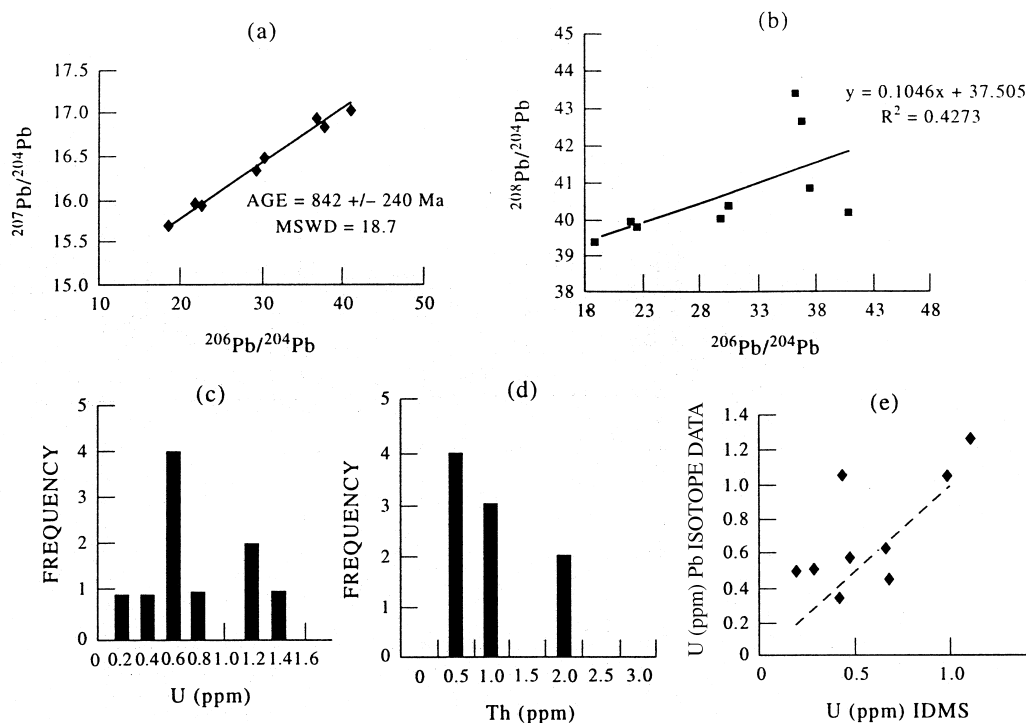 (a)
17.5
17.0
16.5
16.0
15.5
15.0
10 20 30 40 50
207Pb/204Pb
AGE = 842 +/– 240 Ma
MSWD = 18.7
206Pb/204Pb
(b)
45
44
43
42
41
40
39
38
18 23 28 33 38 43 48
208Pb/204Pb
y = 0.1046x + 37.505
R2 = 0.4273
206Pb/204Pb
(c)
5
4
3
2
1
0
0 0.2 0.4 0.6 0.8 1.0 1.2 1.4 1.6
FREQUENCY
U (ppm)
(d)
5
4
3
2
1
0
0 0.5 1.0 1.5 2.0 2.5 3.0
FREQUENCY
Th (ppm)
(e)
1.4
1.2
1.0
0.8
0.6
0.4
0.2
0
0 0.5 1.0
U (ppm) Pb ISOTOPE DATA
U (ppm) IDMS